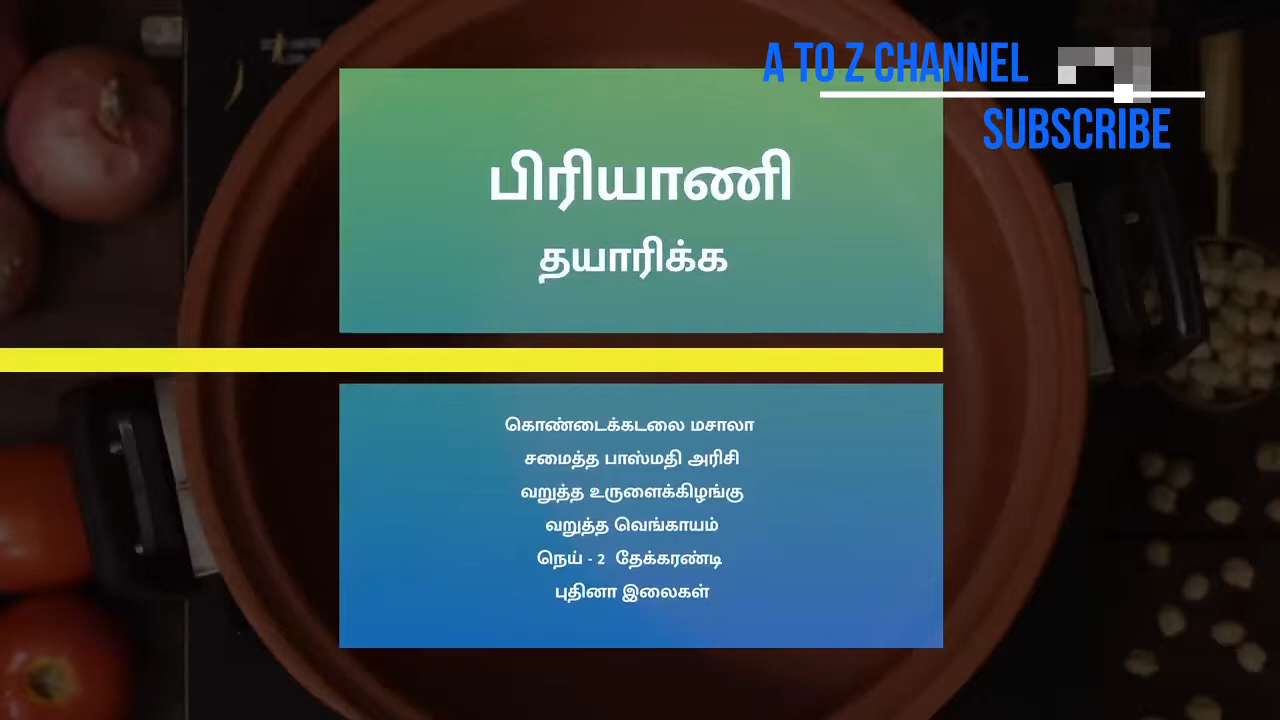 A TO Z CHANNEL
SUBSCRIBE
பிரியாணி
தயாரிக்க
கொண்டைக்கடலை மசாலா
சமைத்த பாஸ்மதி அரிசி
வறுத்த உருளைக்கிழங்கு
வறுத்த வெங்காயம்
நெய் - 2 தேக்கரண்டி
புதினா இலைகள்